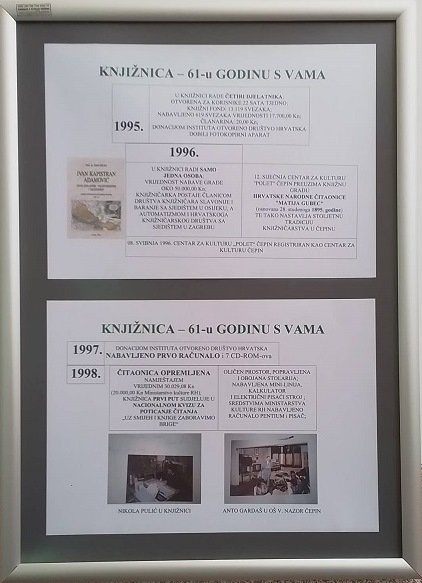 KNJIŽNICA – 61-u GODINU S VAMA
1995.
U KNJIŽNICI RADE ČETIRI DJELATNIKA
OTVORENA ZA KORISNIKE 22 SATA TJEDNO;
KNJIŽNI FOND: 13.119 SVEZAKA,
NABAVLJENO 619 SVEZAKA VRIJEDNOSTI 17.700,00 Kn;
ČLANARINA: 20,00 Kn;
DONACIJOM INSTITUTA OTVORENO DRUŠTVO HRVATSKA
DOBILI FOTOKOPIRNI APARAT
IVAN KAPISTRAN
ADAMOVIĆ
1996.
U KNJIŽNICI RADI SAMO
JEDNA OSOBA;
VRIJEDNOST NABAVE GRAĐE
OKO 50.000,00 Kn;
KNJIŽNIČARKA POSTAJE ČLANICOM
DRUŠTVA KNJIŽNIČARA SLAVONIJE I
BARANJE SA SJEDIŠTEM U OSIJEKU, A
AUTOMATIZMOM I HRVATSKOGA
KNJIŽNIČARSKOG DRUŠTVA SA
SJEDIŠTEM U ZAGREBU
12. SIJEČNJA CENTAR ZA KULTURU
"POLET" ČEPIN PREUZIMA KNJIŽNU
GRAĐU
HRVATSKE NARODNE ČITAONICE
"MATIJA GUBEC"
(osnovane 28. studenoga 1895. godine)
TE TAKO NASTAVLJA STOLJETNU
TRADICIJU
KNJIŽNIČARSTVA U ČEPINU
08. SVIBNJA 1996. CENTAR ZA KULTURU „POLET" ČEPIN REGISTRIRAN KAO CENTAR ZA
KULTURU ČEPIN
KNJIŽNICA – 61-u GODINU S VAMA
1997.
DONACIJOM INSTITUTA OTVORENO DRUŠTVO HRVATSKA
NABAVLJENO PRVO RAČUNALO i 7 CD-ROM-ova
1998.
ČITAONICA OPREMLJENA
NAMJEŠTAJEM
VRIJEDNIM 30.029,08 Kn
(20.000,00 Kn Ministarstvo kulture RH);
KNJIŽNICA PRVI PUT SUDJELUJE U
NACIONALNOM KVIZU ZA
POTICANJE ČITANJA
„UZ SMIJEH I KNJIGE ZABORAVIMO
BRIGE"
OLIČEN PROSTOR, POPRAVLJENA
I OBOJANA STOLARIJA,
NABAVLJENA MINI-LINIJA,
KALKULATOR
I ELEKTRIČNI PISAĆI STROJ ;
SREDSTVIMA MINISTARSTVA
KULTURE RH NABAVLJENO
RAČUNALO PENTIUM i PISAČ;
NIKOLA PULIĆ U KNJIŽNICI
ANTO GARDAŠ U OŠ V. NAZOR ČEPIN